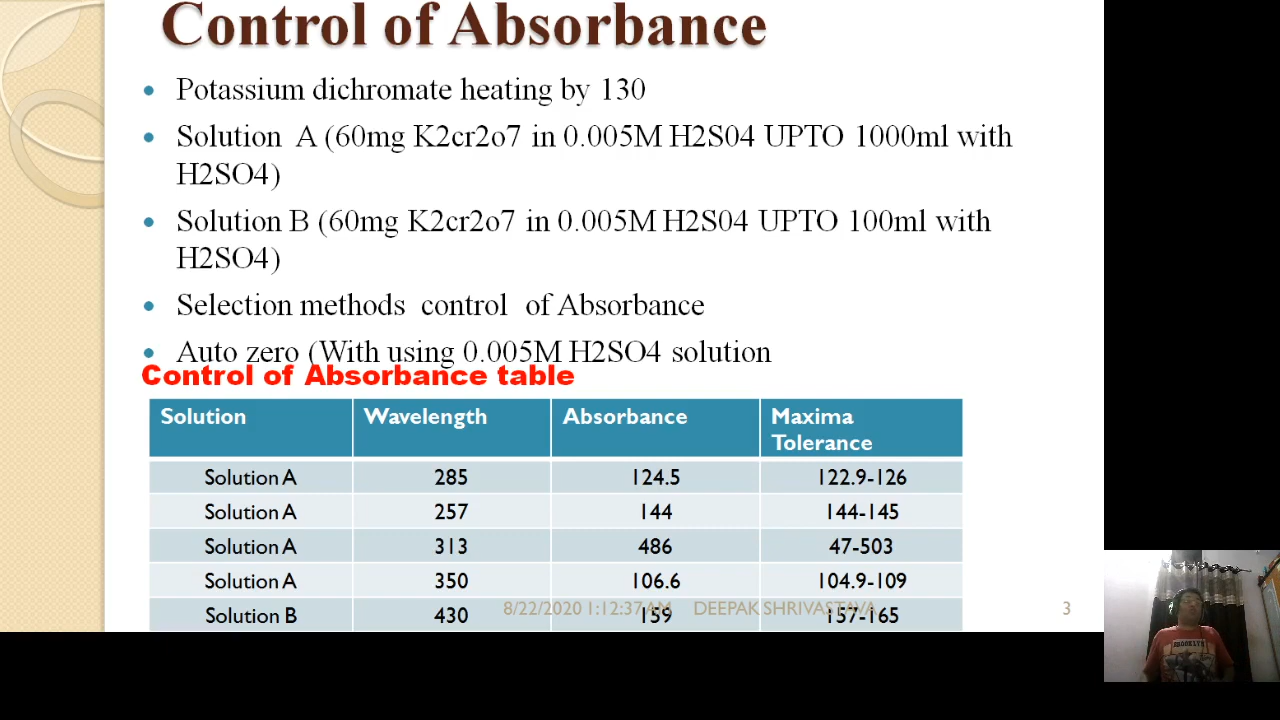 Control of Absorbance
Potassium dichromate heating by 130
Solution A (60mg K2cr2o7 in 0.005M H2S04 UPTO 1000ml with
H2SO4)
Solution B (60mg K2cr2o7 in 0.005M H2S04 UPTO 100ml with
H2SO4)
Selection methods control of Absorbance
Auto zero (With using 0.005M H2SO4 solution
Control of Absorbance table
Solution Wavelength Absorbance Maxima
Tolerance
Solution A 285 124.5 122.9-126
Solution A 257 144 144-145
Solution A 313 486 47-503
Solution A 350 106.6 104.9-109
Solution B 430 159 157-165
8/22/2020 1:12:37 AM DEEPAK SHRIVASTAVA 3
BROOKLYN